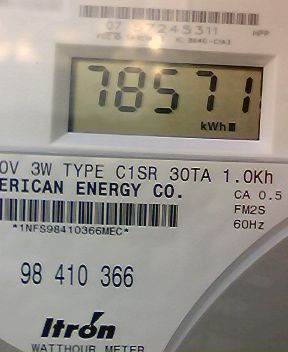 78571
kWh
0V 3W TYPE C1SR 30TA 1.0Kh
ERICAN ENERGY CO.
CA 0.5
FM2S
60Hz
*1NFS98410366MEC*
98 410 366
Itron
WATTHOUR METER